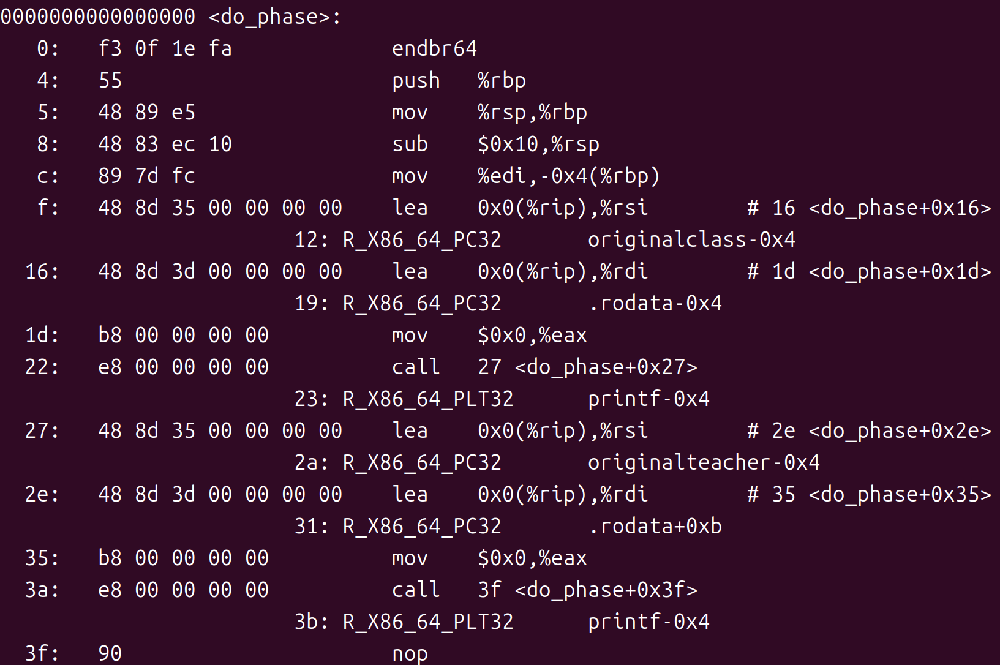 0000000000000000 <do_phase>:
   0:	f3 0f 1e fa          	endbr64
   4:	55                   	push   %rbp
   5:	48 89 e5             	mov    %rsp,%rbp
   8:	48 83 ec 10          	sub    $0x10,%rsp
   c:	89 7d fc             	mov    %edi,-0x4(%rbp)
   f:	48 8d 35 00 00 00 00 	lea    0x0(%rip),%rsi        # 16 <do_phase+0x16>
			12: R_X86_64_PC32	originalclass-0x4
  16:	48 8d 3d 00 00 00 00 	lea    0x0(%rip),%rdi        # 1d <do_phase+0x1d>
			19: R_X86_64_PC32	.rodata-0x4
  1d:	b8 00 00 00 00       	mov    $0x0,%eax
  22:	e8 00 00 00 00       	call   27 <do_phase+0x27>
			23: R_X86_64_PLT32	printf-0x4
  27:	48 8d 35 00 00 00 00 	lea    0x0(%rip),%rsi        # 2e <do_phase+0x2e>
			2a: R_X86_64_PC32	originalteacher-0x4
  2e:	48 8d 3d 00 00 00 00 	lea    0x0(%rip),%rdi        # 35 <do_phase+0x35>
			31: R_X86_64_PC32	.rodata+0xb
  35:	b8 00 00 00 00       	mov    $0x0,%eax
  3a:	e8 00 00 00 00       	call   3f <do_phase+0x3f>
			3b: R_X86_64_PLT32	printf-0x4
  3f:	90                   	nop